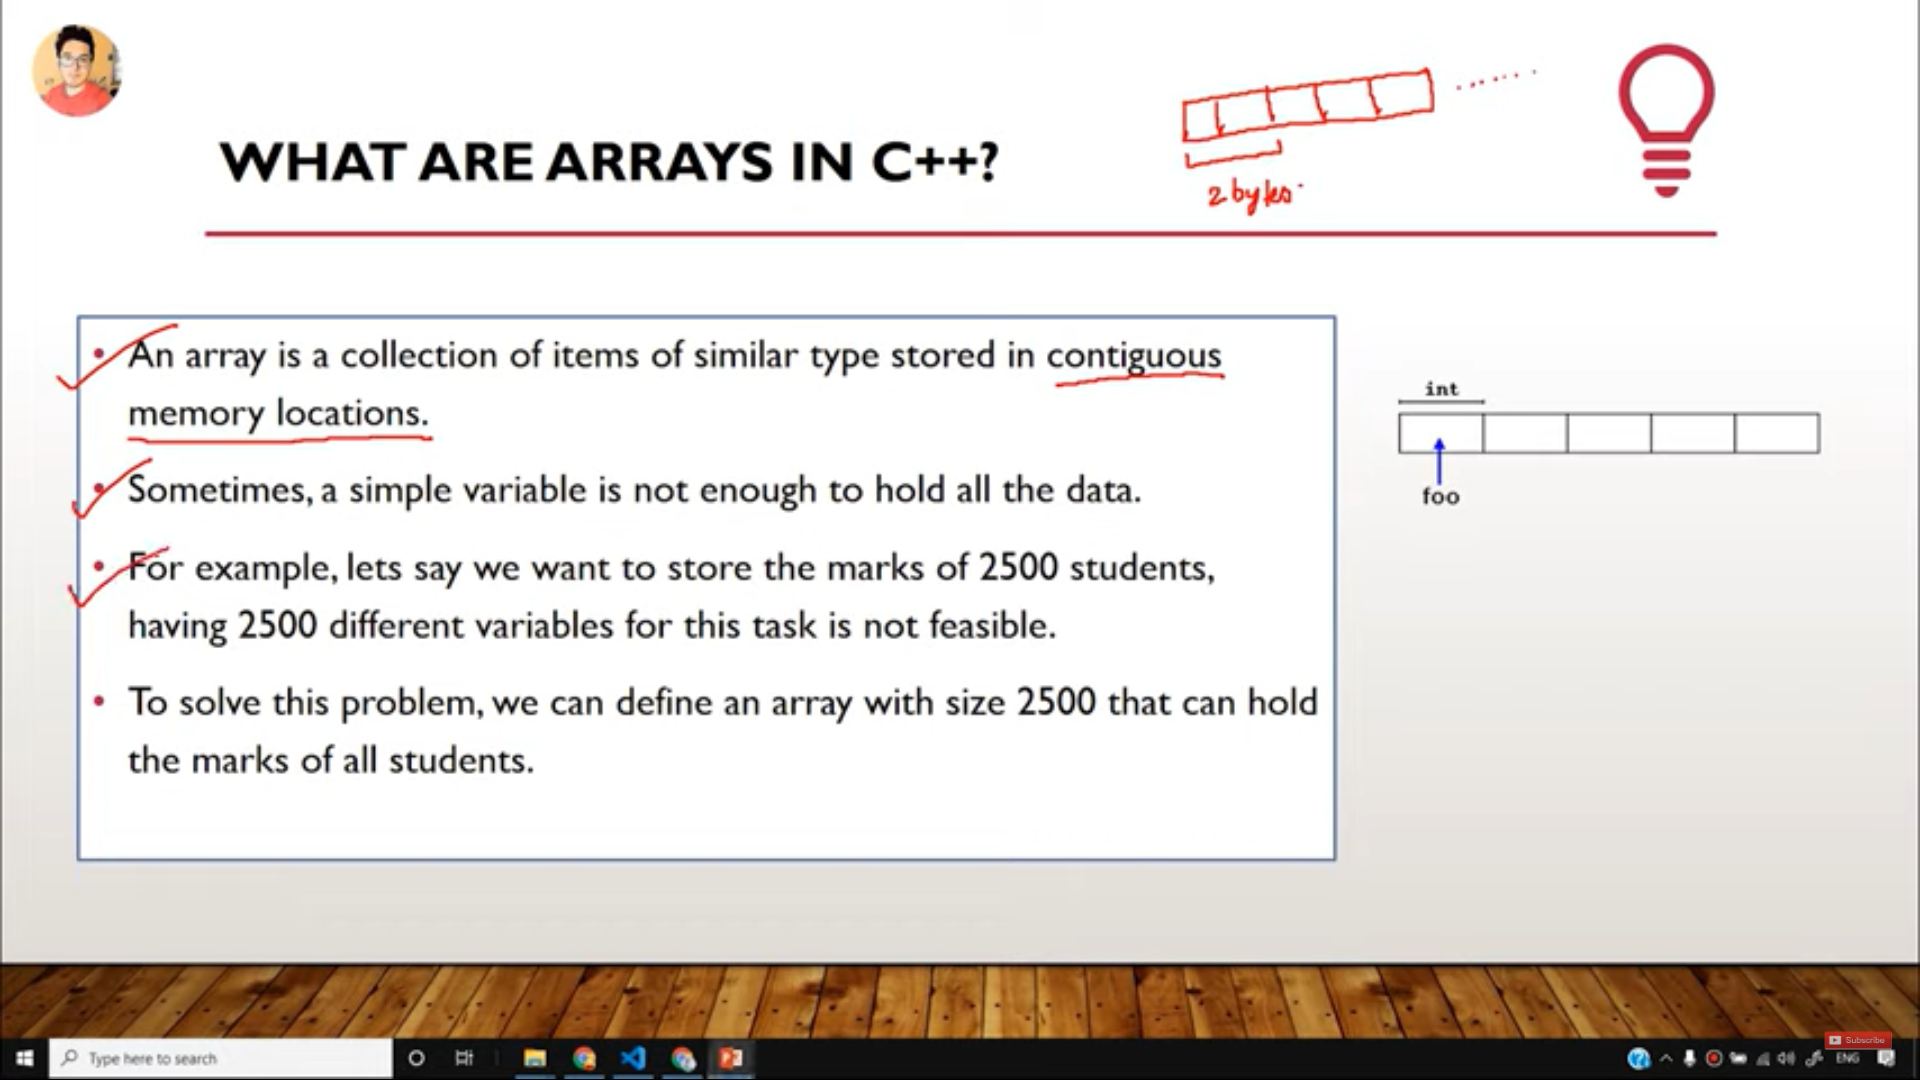 WHAT ARE ARRAYS IN C++?
2 bytes
• An array is a collection of items of similar type stored in contiguous
memory locations.
• Sometimes, a simple variable is not enough to hold all the data.
• For example, lets say we want to store the marks of 2500 students,
having 2500 different variables for this task is not feasible.
• To solve this problem, we can define an array with size 2500 that can hold
the marks of all students.
int
foo
Subscribe
Type here to search
ENG